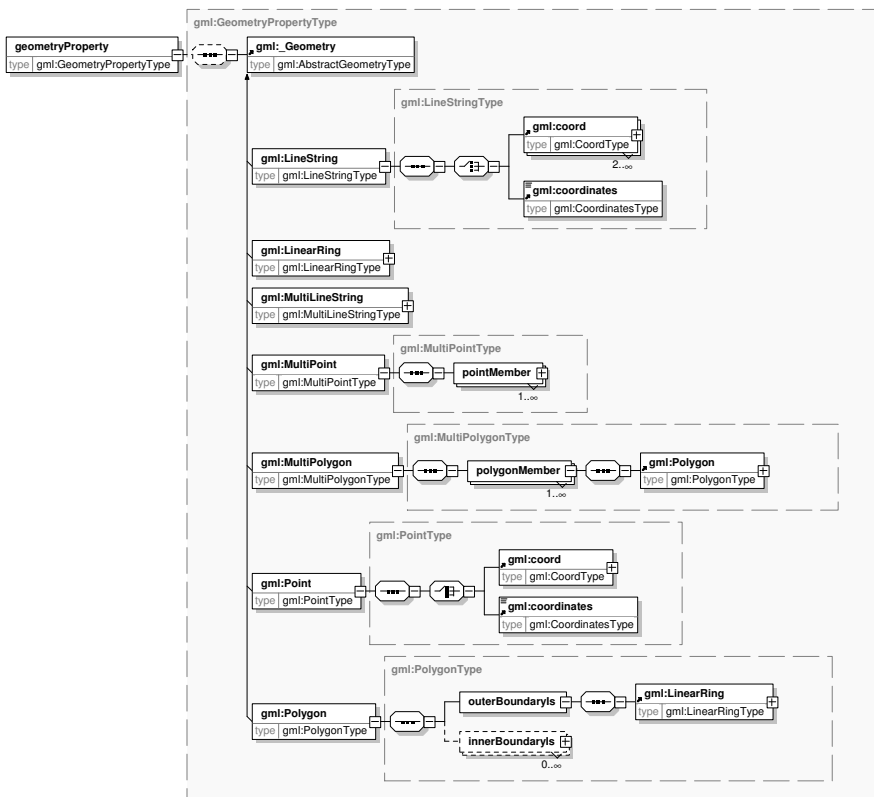 gml:GeometryPropertyType
geometryProperty
type gml:GeometryPropertyType
gml:_Geometry
type gml:AbstractGeometryType
gml:LineStringType
gml:LineString
type gml:LineStringType
gml:coord
type gml:CoordType
2..∞
gml:coordinates
type gml:CoordinatesType
gml:LinearRing
type gml:LinearRingType
gml:MultiLineString
type gml:MultiLineStringType
gml:MultiPointType
gml:MultiPoint
type gml:MultiPointType
pointMember
1..∞
gml:MultiPolygonType
gml:MultiPolygon
type gml:MultiPolygonType
polygonMember
1..∞
gml:Polygon
type gml:PolygonType
gml:PointType
gml:Point
type gml:PointType
gml:coord
type gml:CoordType
gml:coordinates
type gml:CoordinatesType
gml:PolygonType
gml:Polygon
type gml:PolygonType
outerBoundaryIs
gml:LinearRing
type gml:LinearRingType
innerBoundaryIs
0..∞